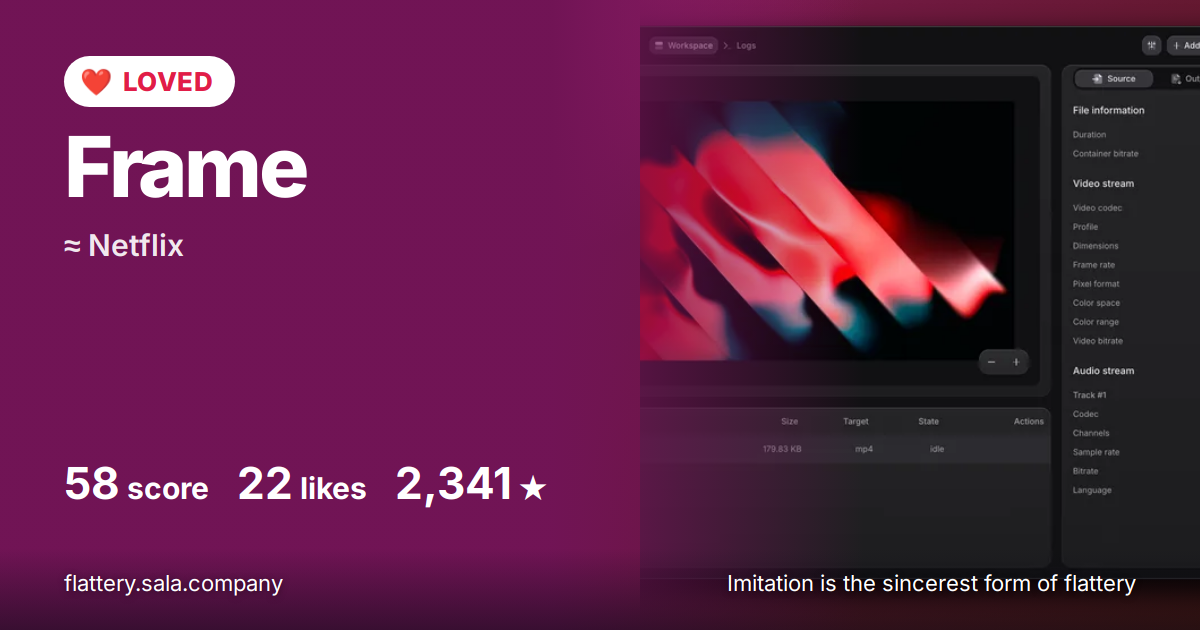 ❤️ LOVED
Frame
≈ Netflix
58 score 22 likes 2,341 ★
flattery.sala.company
Workspace Logs
+ Add
Source
Out
File information
Duration
Container bitrate
Video stream
Video codec
Profile
Dimensions
Frame rate
Pixel format
Color space
Color range
Video bitrate
Audio stream
Track #1
Codec
Channels
Sample rate
Bitrate
Language
− +
Size Target State Actions
179.83 KB mp4 idle
Imitation is the sincerest form of flattery